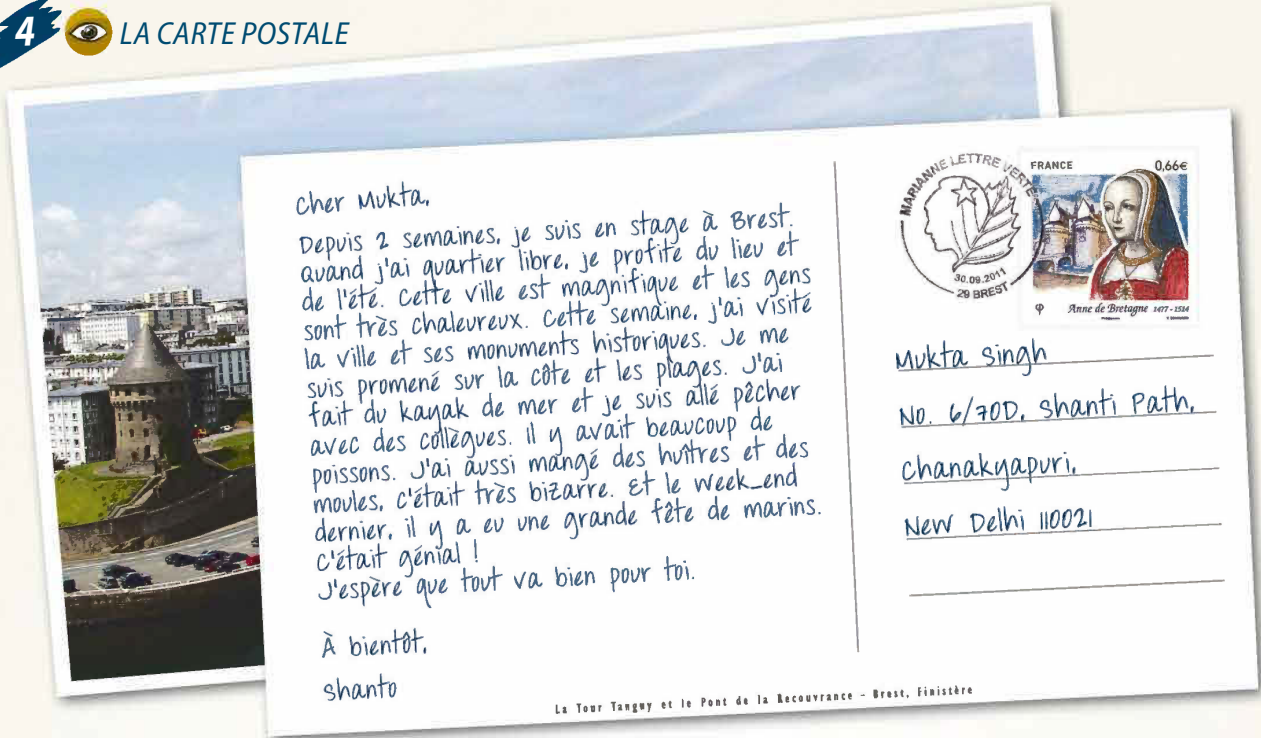 4 LA CARTE POSTALE
Cher Mukta,
Depuis 2 semaines, je suis en stage à Brest.
Quand j'ai quartier libre, je profite du lieu et
de l'été. Cette ville est magnifique et les gens
sont très chaleureux. Cette semaine, j'ai visité
la ville et ses monuments historiques. Je me
suis promené sur la côte et les plages. J'ai
fait du kayak de mer et je suis allé pêcher
avec des collègues. Il y avait beaucoup de
poissons. J'ai aussi mangé des huîtres et des
moules, c'était très bizarre. Et le week_end
dernier, il y a eu une grande fête de marins.
C'était génial !
J'espère que tout va bien pour toi.
À bientôt,
Shanto
MARIANNE LETTRE VERTE
30.09.2011
29 BREST
FRANCE 0,66€
Anne de Bretagne 1477-1514
Mukta Singh
No. 6/70D, Shanti Path,
Chanakyapuri,
New Delhi 110021
La Tour Tanguy et le Pont de la Recouvrance - Brest, Finistère